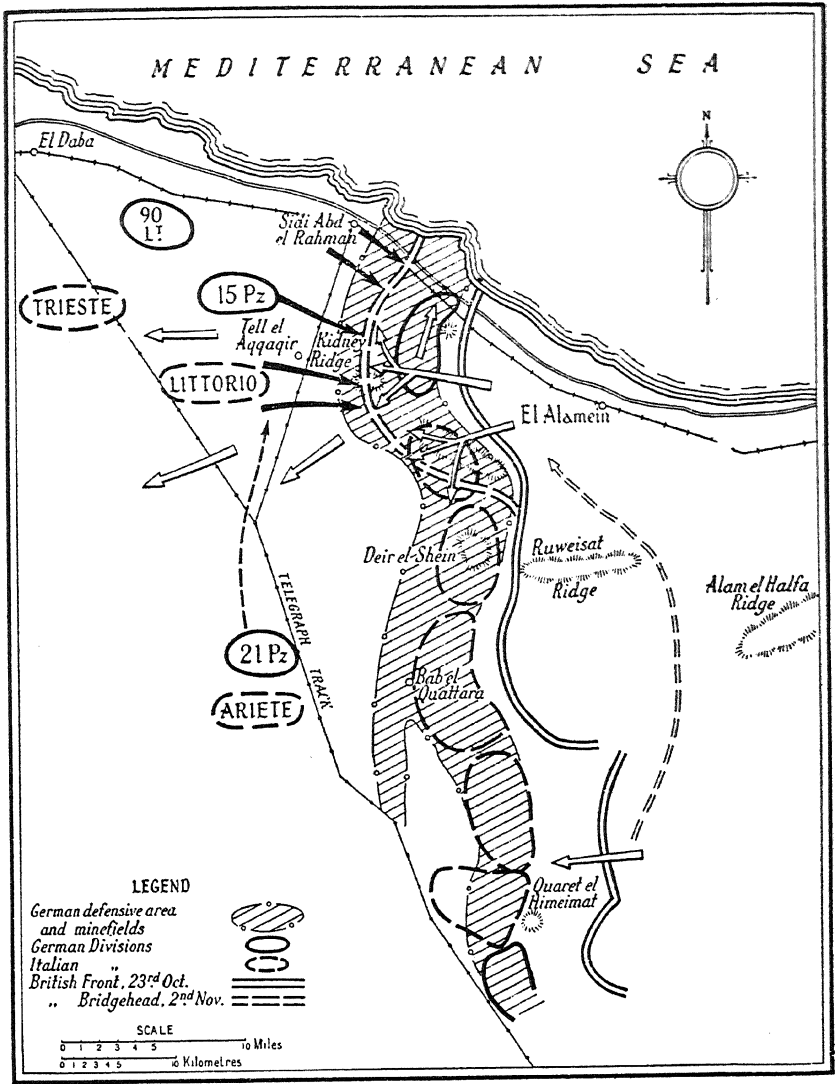 MEDITERRANEAN SEA
N
El Daba
90
LT
Sidi Abd
el Rahman
15 Pz
TRIESTE
Tell el
Aqqaqir
Kidney
Ridge
LITTORIO
El Alamein
Deir el Shein
Ruweisat
Ridge
Alam el Halfa
Ridge
TELEGRAPH TRACK
21 Pz
ARIETE
Bab el
Quattara
Quaret el
Himeimat
LEGEND
German defensive area
and minefields
German Divisions
Italian „
British Front, 23rd Oct.
„ Bridgehead, 2nd Nov.
SCALE
0 1 2 3 4 5 10 Miles
0 1 2 3 4 5 10 Kilometres